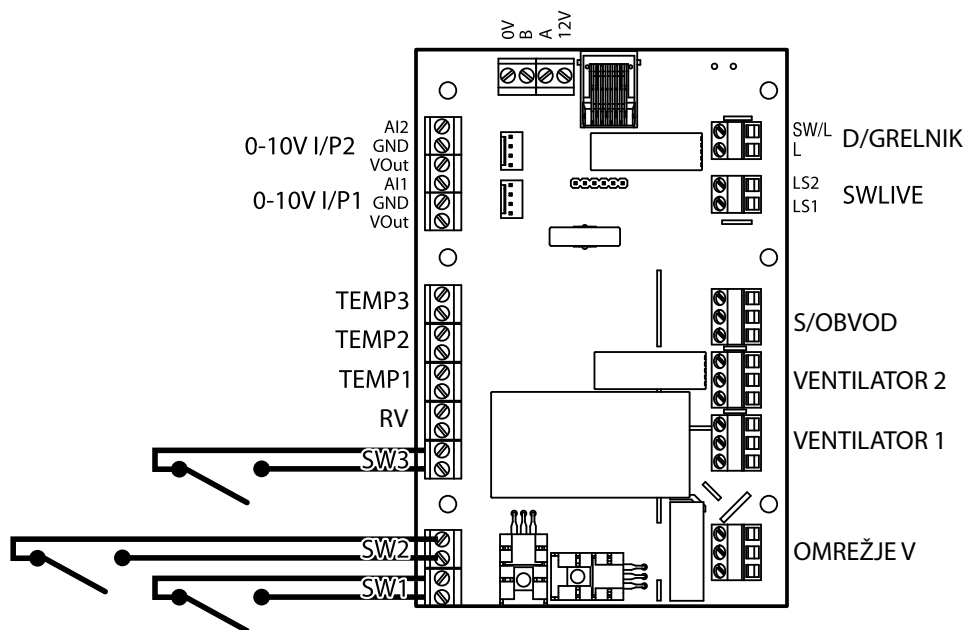 0V
B
A
12V
AI2
0-10V I/P2 GND
VOut
AI1
0-10V I/P1 GND
VOut
TEMP3
TEMP2
TEMP1
RV
SW3
SW2
SW1
SW/L
D/GRELNIK
L
LS2
SWLIVE
LS1
S/OBVOD
VENTILATOR 2
VENTILATOR 1
OMREŽJE V